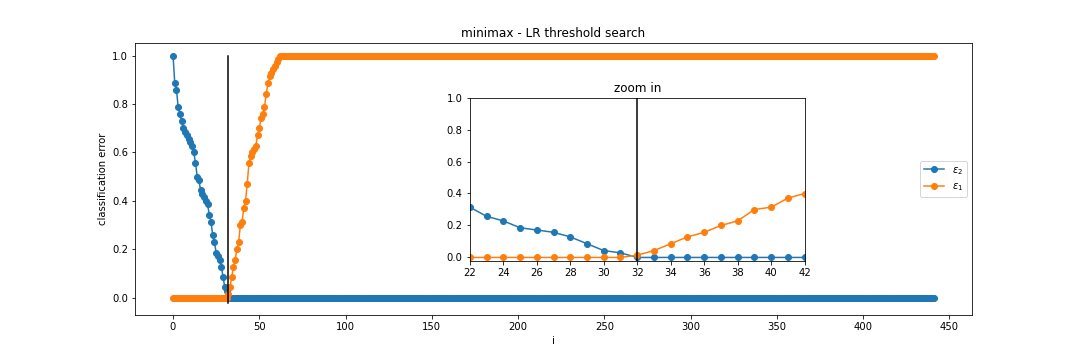 minimax - LR threshold search
classification error
1.0
0.8
0.6
0.4
0.2
0.0
0 50 100 150 200 250 300 350 400 450
i
zoom in
1.0
0.8
0.6
0.4
0.2
0.0
22 24 26 28 30 32 34 36 38 40 42
ε₂
ε₁